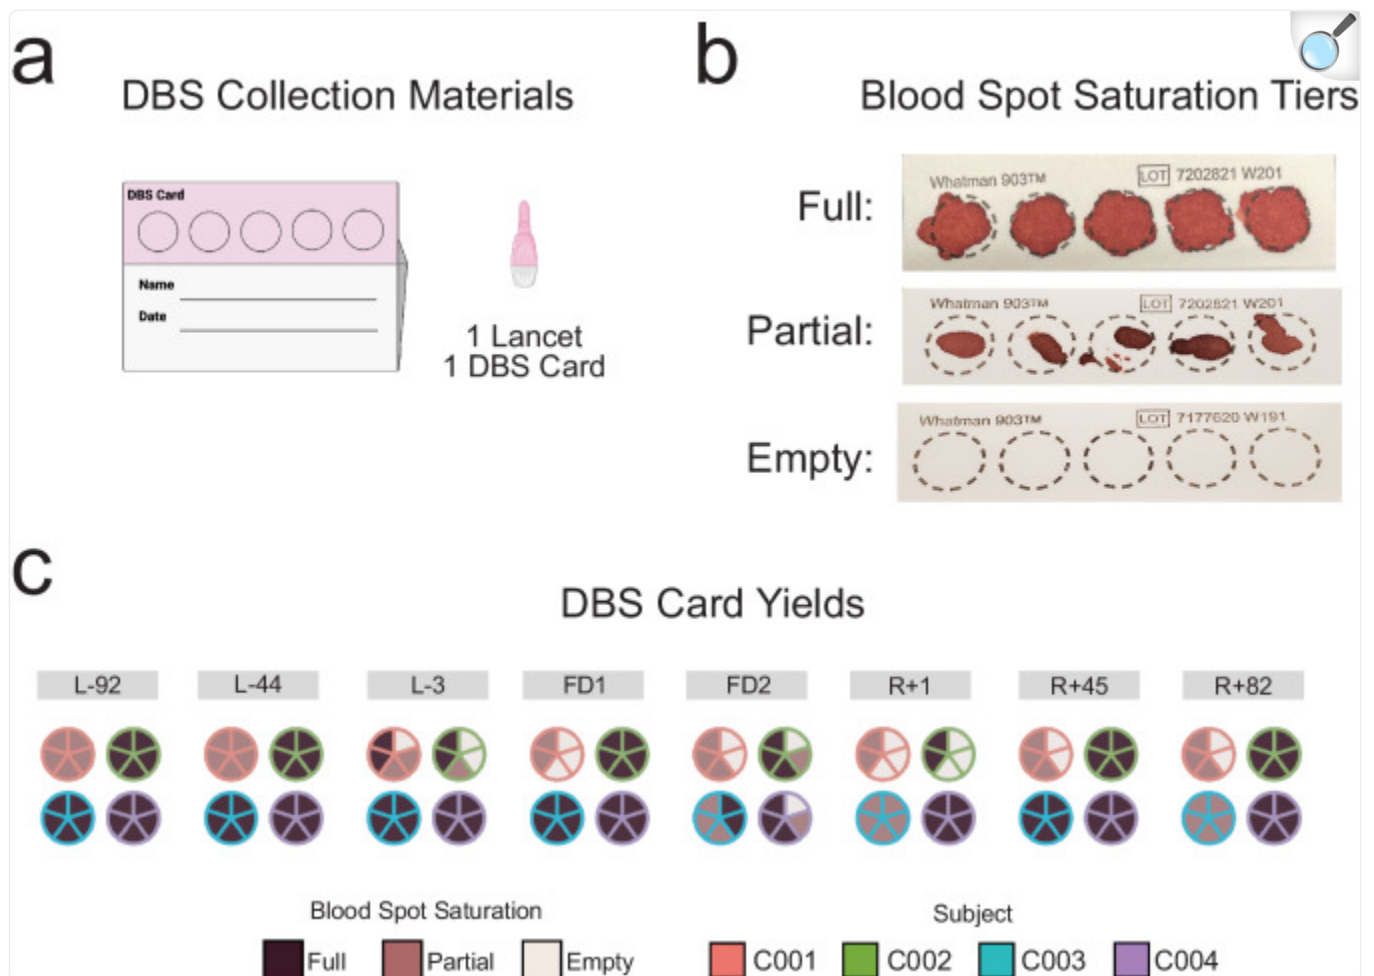 a
DBS Collection Materials
DBS Card
Name
Date
1 Lancet
1 DBS Card
b
Blood Spot Saturation Tiers
Full:
Whatman 903™ LOT 7202821 W201
Partial:
Whatman 903™ LOT 7202821 W201
Empty:
Whatman 903™ LOT 7177620 W191
c
DBS Card Yields
L-92 L-44 L-3 FD1 FD2 R+1 R+45 R+82
Blood Spot Saturation
Full Partial Empty
Subject
C001 C002 C003 C004